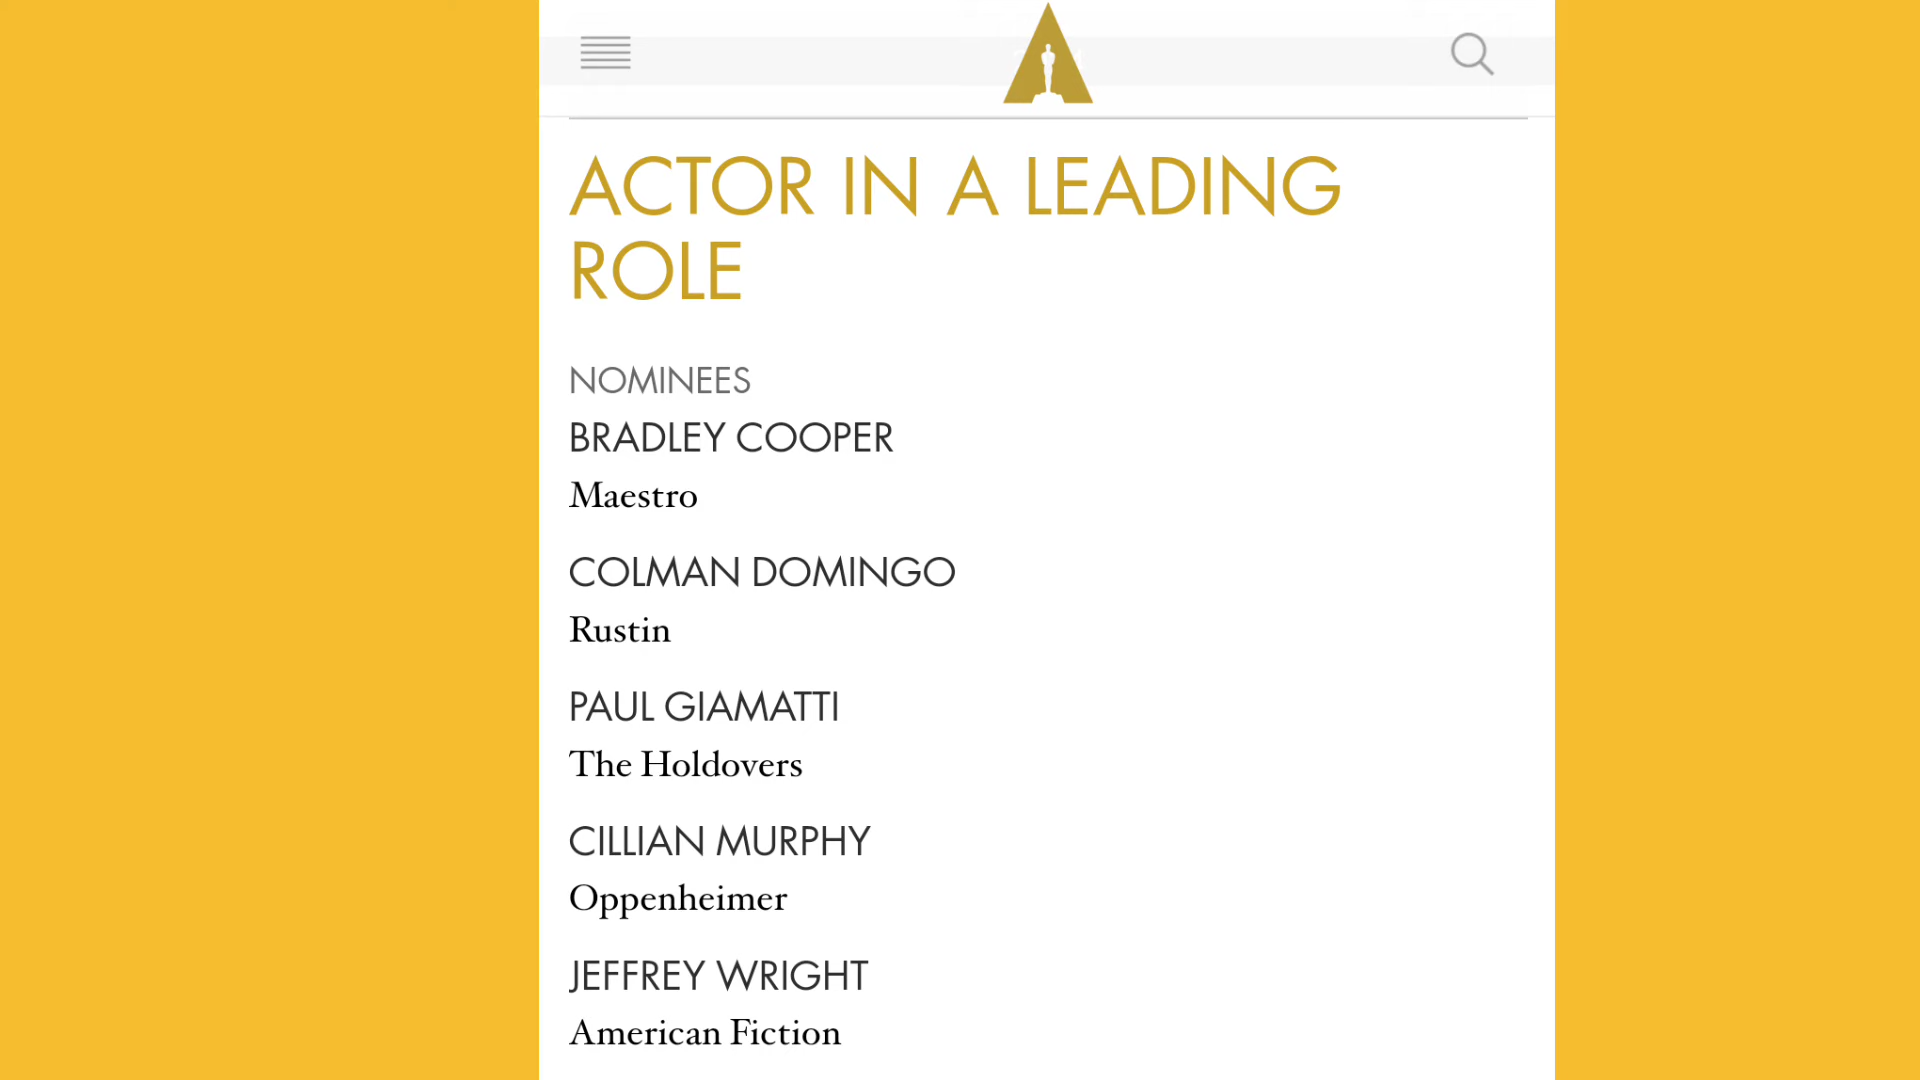 ACTOR IN A LEADING
ROLE
NOMINEES
BRADLEY COOPER
Maestro
COLMAN DOMINGO
Rustin
PAUL GIAMATTI
The Holdovers
CILLIAN MURPHY
Oppenheimer
JEFFREY WRIGHT
American Fiction